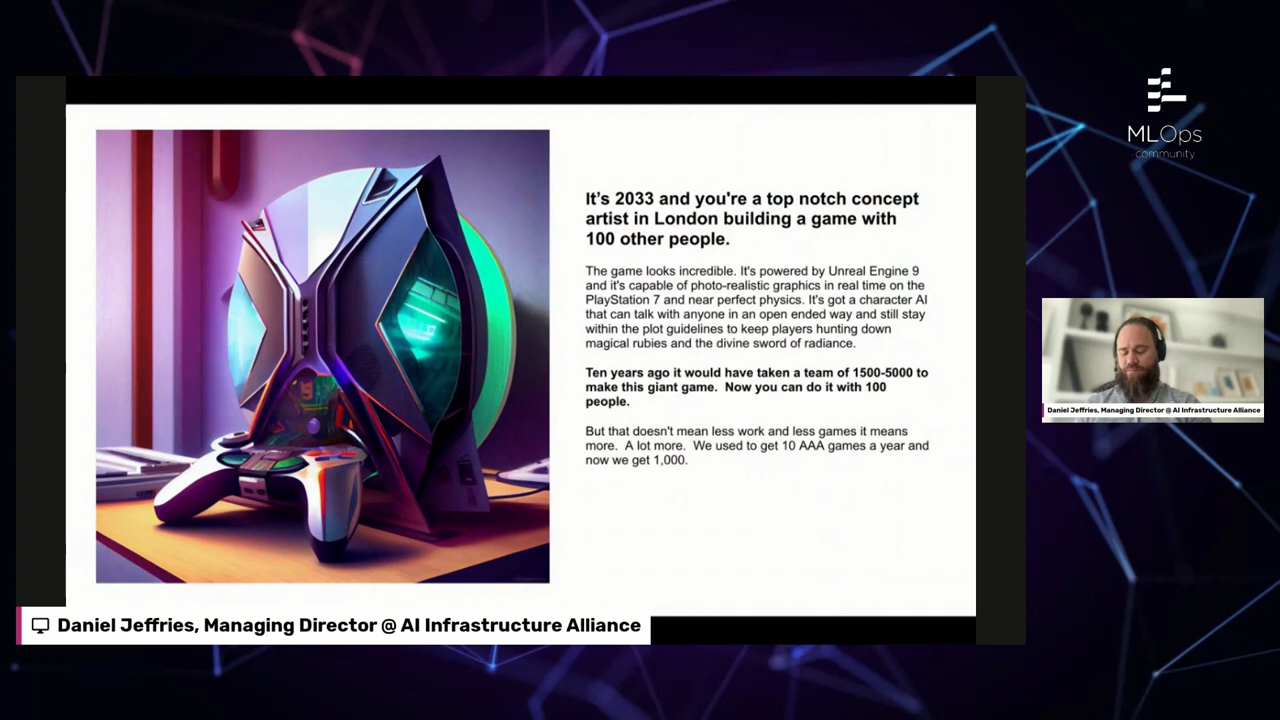 MLOps
community
It's 2033 and you're a top notch concept
artist in London building a game with
100 other people.
The game looks incredible. It's powered by Unreal Engine 9
and it's capable of photo-realistic graphics in real time on the
PlayStation 7 and near perfect physics. It's got a character AI
that can talk with anyone in an open ended way and still stay
within the plot guidelines to keep players hunting down
magical rubies and the divine sword of radiance.
Ten years ago it would have taken a team of 1500-5000 to
make this giant game.  Now you can do it with 100
people.
But that doesn't mean less work and less games it means
more.  A lot more.  We used to get 10 AAA games a year and
now we get 1,000.
Daniel Jeffries, Managing Director @ AI Infrastructure Alliance
Daniel Jeffries, Managing Director @ AI Infrastructure Alliance